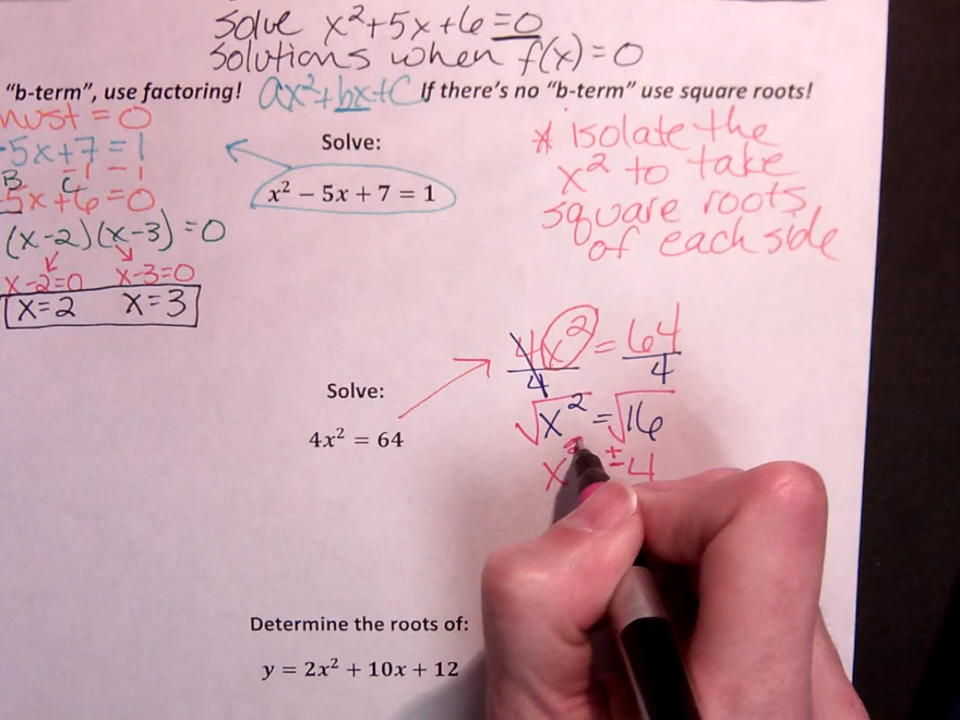 Solve x²+5x+6=0
solutions when f(x)=0
"b-term", use factoring! ax²+bx+c If there's no "b-term" use square roots!
must = 0
-5x+7=1
-1 -1
B C
-5x+6=0
(x-2)(x-3)=0
x-2=0 x-3=0
x=2 x=3
Solve:
x² − 5x + 7 = 1
* isolate the
x² to take
square roots
of each side
Solve:
4x² = 64
4x² = 64
4 4
√x² = √16
x ±4
Determine the roots of:
y = 2x² + 10x + 12